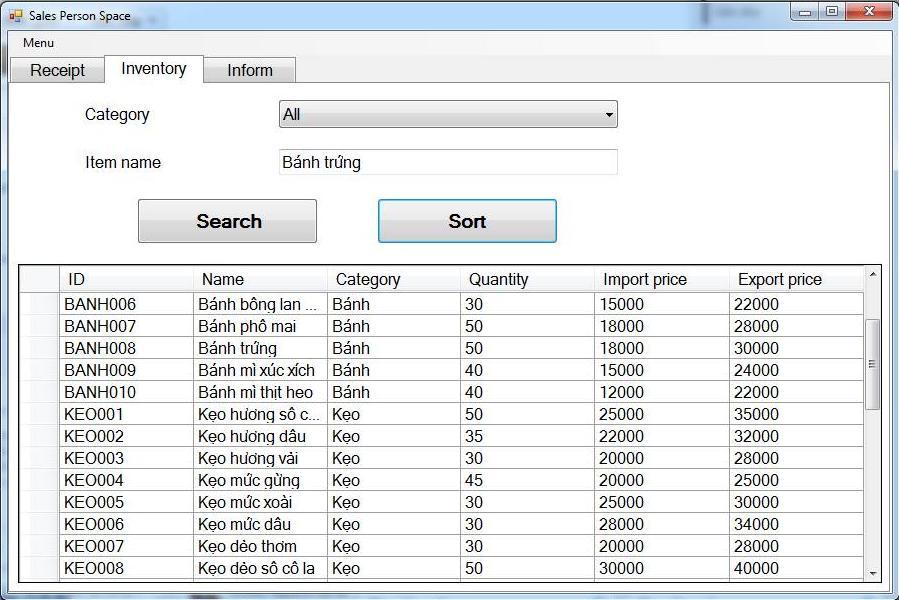 Sales Person Space
Menu
Receipt Inventory Inform
Category All
Item name Bánh trứng
Search Sort
ID Name Category Quantity Import price Export price
BANH006 Bánh bông lan ... Bánh 30 15000 22000
BANH007 Bánh phô mai Bánh 50 18000 28000
BANH008 Bánh trứng Bánh 50 18000 30000
BANH009 Bánh mì xúc xích Bánh 40 15000 24000
BANH010 Bánh mì thịt heo Bánh 40 12000 22000
KEO001 Kẹo hương sô c... Kẹo 50 25000 35000
KEO002 Kẹo hương dâu Kẹo 35 22000 32000
KEO003 Kẹo hương vải Kẹo 30 20000 28000
KEO004 Kẹo mức gừng Kẹo 45 20000 25000
KEO005 Kẹo mức xoài Kẹo 30 25000 30000
KEO006 Kẹo mức dâu Kẹo 30 28000 34000
KEO007 Kẹo dẻo thơm Kẹo 30 20000 28000
KEO008 Kẹo dẻo sô cô la Kẹo 50 30000 40000